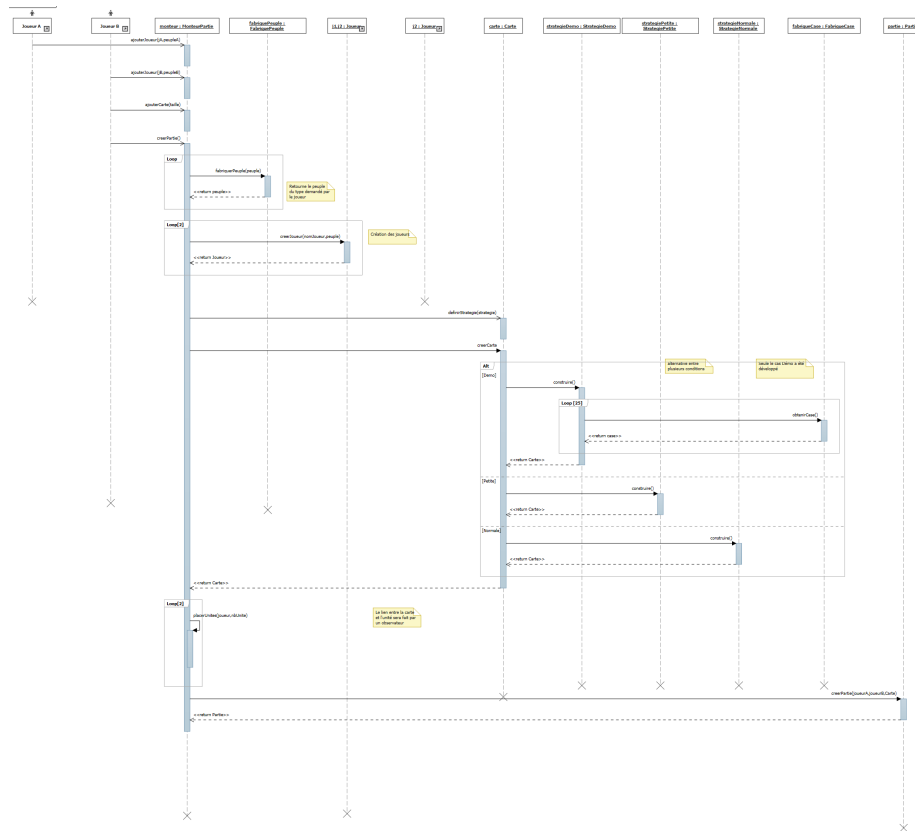 Joueur A
Joueur B
monteur : MonteurPartie
fabriquePeuple :
FabriquePeuple
j1,j2 : Joueur
j2 : Joueur
carte : Carte
strategieDemo : StrategieDemo
strategiePetite :
StrategiePetite
strategieNormale :
StrategieNormale
fabriqueCase : FabriqueCase
partie : Parti
ajouterJoueur(jA,peupleA)
ajouterJoueur(jB,peupleB)
ajouterCarte(taille)
creerPartie()
Loop
fabriquerPeuple(peuple)
<<return peuple>>
Retourne le peuple
du type demandé par
le joueur
Loop[2]
creerJoueur(nomJoueur,peuple)
<<return Joueur>>
Création des joueurs
definirStrategie(strategie)
creerCarte
Alt
[Demo]
alternative entre
plusieurs conditions
Seule le cas Démo a été
développé
construire()
Loop [25]
obtenirCase()
<<return case>>
<<return Carte>>
[Petite]
construire()
<<return Carte>>
[Normale]
construire()
<<return Carte>>
<<return Carte>>
Loop[2]
placerUnites(joueur,nbUnite)
Le lien entre la carte
et l'unité sera fait par
un observateur
creerPartie(joueurA,joueurB,Carte)
<<return Partie>>